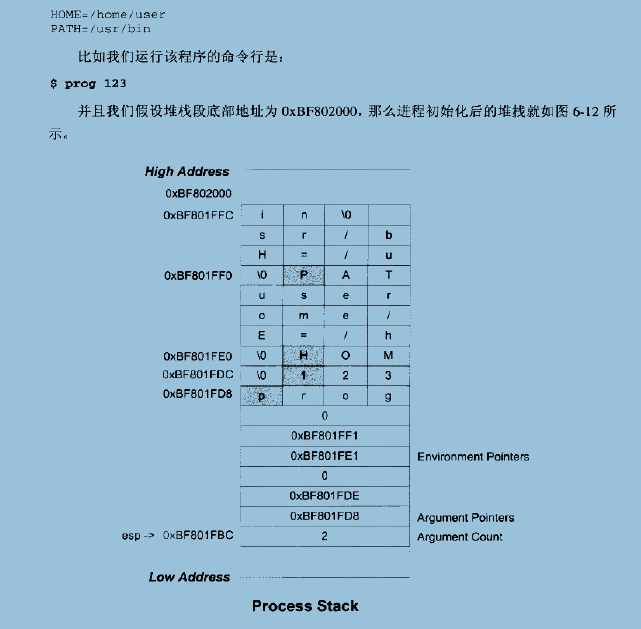 HOME=/home/user
PATH=/usr/bin
比如我们运行该程序的命令行是：
$ prog 123
并且我们假设堆栈段底部地址为 0xBF802000，那么进程初始化后的堆栈就如图 6-12 所
示。
High Address
0xBF802000
0xBF801FFC i n \0
s r / b
H = / u
0xBF801FF0 \0 P A T
u s e r
o m e /
E = / h
0xBF801FE0 \0 H O M
0xBF801FDC \0 1 2 3
0xBF801FD8 p r o g
0
0xBF801FF1
0xBF801FE1 Environment Pointers
0
0xBF801FDE
0xBF801FD8 Argument Pointers
esp -> 0xBF801FBC 2 Argument Count
Low Address
Process Stack